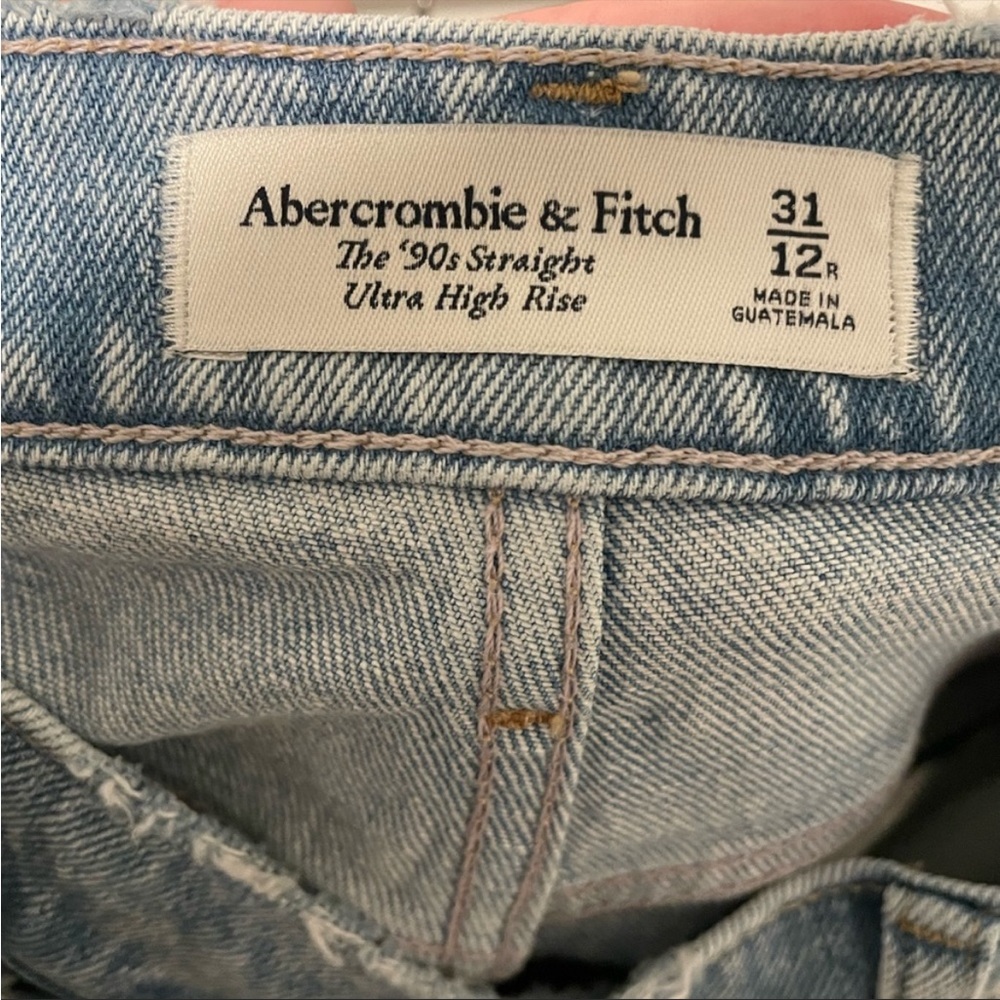 Abercrombie & Fitch
The ‘90s Straight
Ultra High Rise
31
12R
MADE IN
GUATEMALA